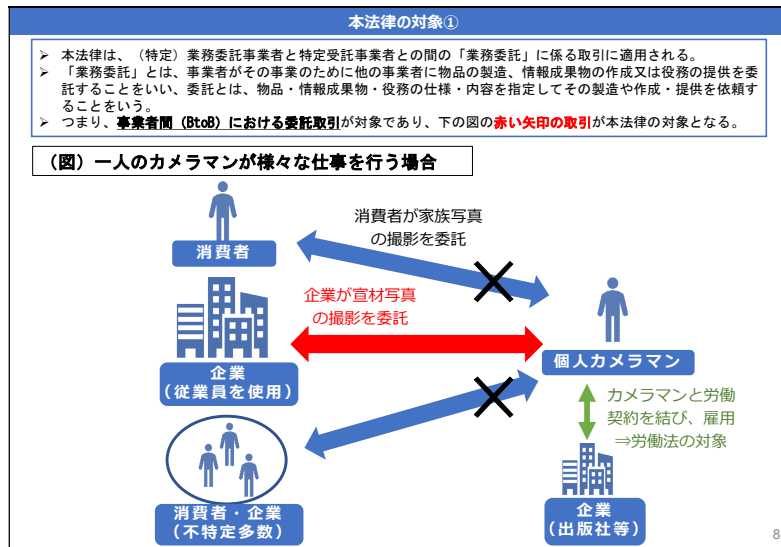 本法律の対象①
➢ 本法律は、（特定）業務委託事業者と特定受託事業者との間の「業務委託」に係る取引に適用される。
➢ 「業務委託」とは、事業者がその事業のために他の事業者に物品の製造、情報成果物の作成又は役務の提供を委
託することをいい、委託とは、物品・情報成果物・役務の仕様・内容を指定してその製造や作成・提供を依頼す
ることをいう。
➢ つまり、事業者間（BtoB）における委託取引が対象であり、下の図の赤い矢印の取引が本法律の対象となる。
（図）一人のカメラマンが様々な仕事を行う場合
消費者が家族写真
の撮影を委託
消費者
企業が宣材写真
の撮影を委託
企業
（従業員を使用）
個人カメラマン
カメラマンと労働
契約を結び、雇用
⇒労働法の対象
消費者・企業
（不特定多数）
企業
（出版社等）
8